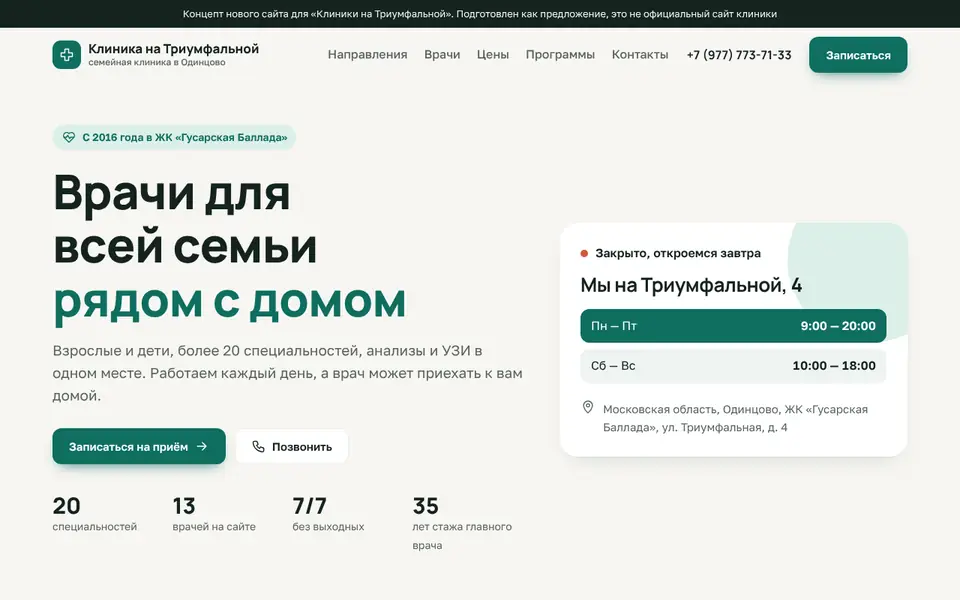 Концепт нового сайта для «Клиники на Триумфальной». Подготовлен как предложение, это не официальный сайт клиники
Клиника на Триумфальной
семейная клиника в Одинцово
Направления Врачи Цены Программы Контакты +7 (977) 773-71-33 Записаться
С 2016 года в ЖК «Гусарская Баллада»
Врачи для
всей семьи
рядом с домом
Взрослые и дети, более 20 специальностей, анализы и УЗИ в
одном месте. Работаем каждый день, а врач может приехать к вам
домой.
Записаться на приём → Позвонить
20
специальностей
13
врачей на сайте
7/7
без выходных
35
лет стажа главного
врача
Закрыто, откроемся завтра
Мы на Триумфальной, 4
Пн — Пт 9:00 — 20:00
Сб — Вс 10:00 — 18:00
Московская область, Одинцово, ЖК «Гусарская
Баллада», ул. Триумфальная, д. 4